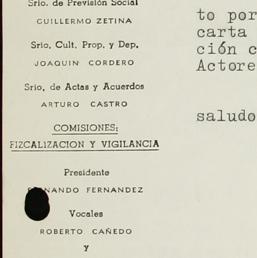 Srio. de Previsión Social
GUILLERMO ZETINA
Srio. Cult. Prop. y Dep.
JOAQUIN CORDERO
Srio. de Actas y Acuerdos
ARTURO CASTRO
COMISIONES:
FIZCALIZACION Y VIGILANCIA
Presidente
NANDO FERNANDEZ
Vocales
ROBERTO CAÑEDO
y
to por
carta
ción c
Actore
saludo